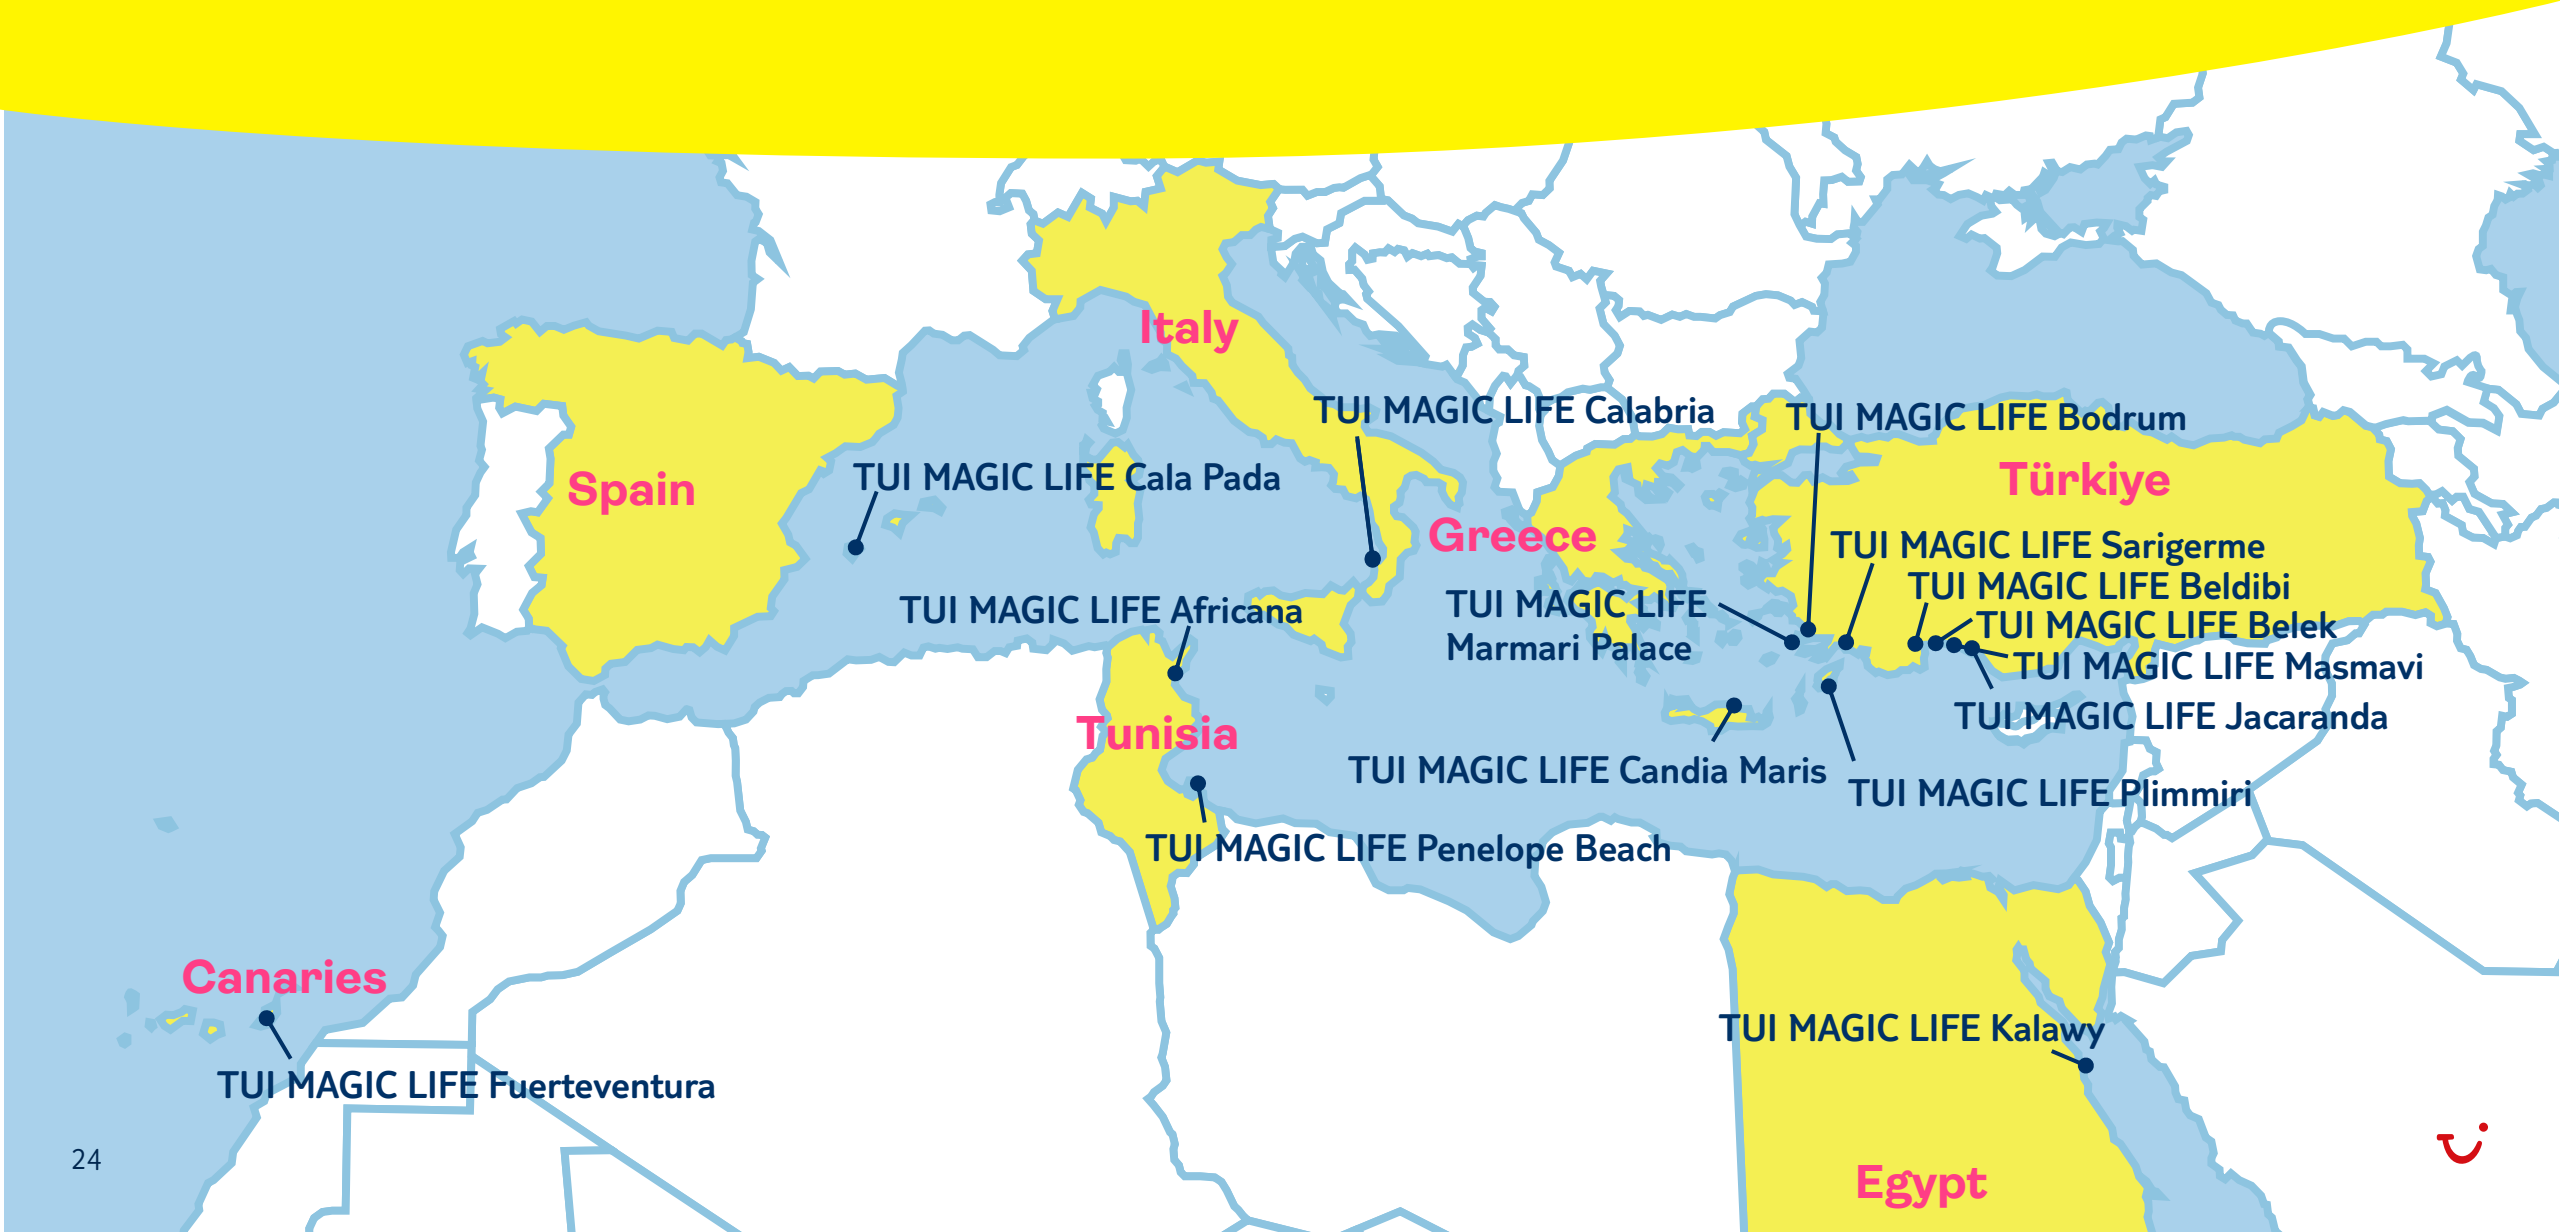 Italy
TUI MAGIC LIFE Calabria
TUI MAGIC LIFE Bodrum
TUI MAGIC LIFE Cala Pada
Spain
Türkiye
Greece
TUI MAGIC LIFE Sarigerme
TUI MAGIC LIFE Beldibi
TUI MAGIC LIFE Africana
TUI MAGIC LIFE
Marmari Palace
TUI MAGIC LIFE Belek
TUI MAGIC LIFE Masmavi
TUI MAGIC LIFE Jacaranda
Tunisia
TUI MAGIC LIFE Candia Maris
TUI MAGIC LIFE Plimmiri
TUI MAGIC LIFE Penelope Beach
Canaries
TUI MAGIC LIFE Kalawy
TUI MAGIC LIFE Fuerteventura
24
Egypt